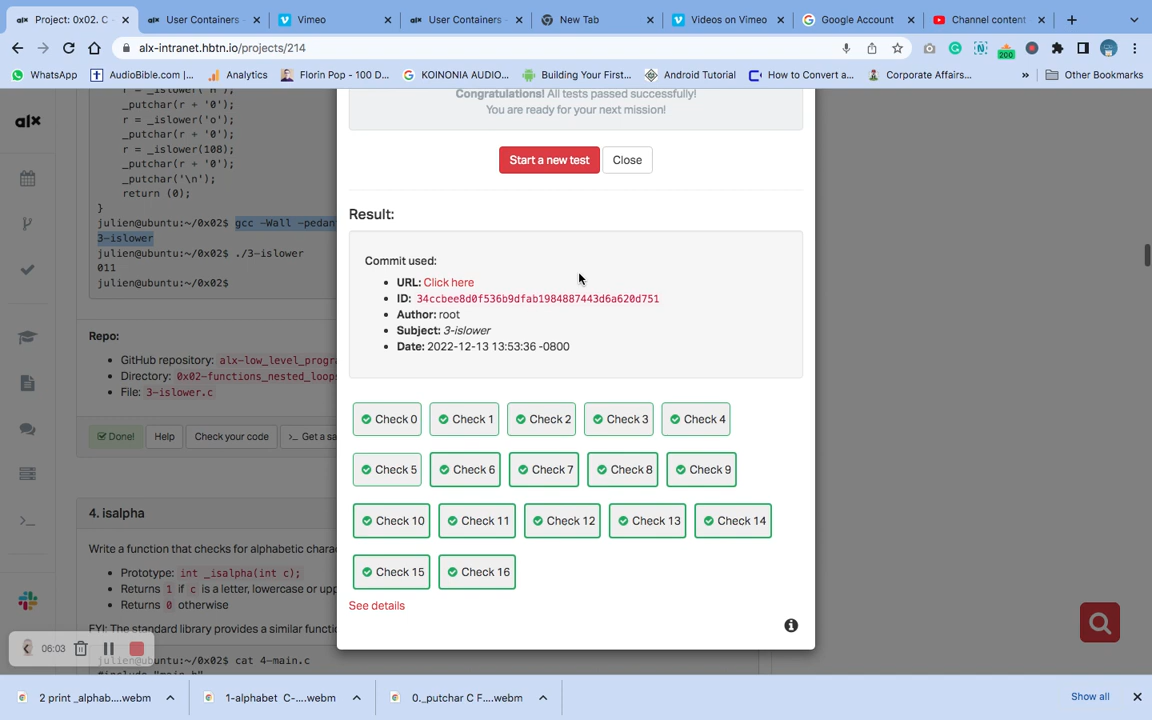 Project: 0x02. C -
User Containers
Vimeo
User Containers -
New Tab
Videos on Vimeo
Google Account
Channel content
alx-intranet.hbtn.io/projects/214
200
WhatsApp
AudioBible.com |...
Analytics
Florin Pop - 100 D...
KOINONIA AUDIO...
Building Your First...
Android Tutorial
How to Convert a...
Corporate Affairs...
»
Other Bookmarks
alx
r = _islower('H');
_putchar(r + '0');
r = _islower('o');
_putchar(r + '0');
r = _islower(108);
_putchar(r + '0');
_putchar('\n');
return (0);
}
julien@ubuntu:~/0x02$ gcc -Wall -pedan
3-islower
julien@ubuntu:~/0x02$ ./3-islower
011
julien@ubuntu:~/0x02$
Repo:
GitHub repository: alx-low_level_progra
Directory: 0x02-functions_nested_loops
File: 3-islower.c
Done!
Help
Check your code
>_ Get a sa
4. isalpha
Write a function that checks for alphabetic chara
Prototype: int _isalpha(int c);
Returns 1 if c is a letter, lowercase or upp
Returns 0 otherwise
FYI: The standard library provides a similar functi
julien@ubuntu:~/0x02$ cat 4-main.c
#include "main.h"
Congratulations! All tests passed successfully!
You are ready for your next mission!
Start a new test
Close
Result:
Commit used:
URL: Click here
ID: 34ccbee8d0f536b9dfab1984887443d6a620d751
Author: root
Subject: 3-islower
Date: 2022-12-13 13:53:36 -0800
Check 0
Check 1
Check 2
Check 3
Check 4
Check 5
Check 6
Check 7
Check 8
Check 9
Check 10
Check 11
Check 12
Check 13
Check 14
Check 15
Check 16
See details
06:03
2 print _alphab....webm
1-alphabet C-....webm
0._putchar C F....webm
Show all